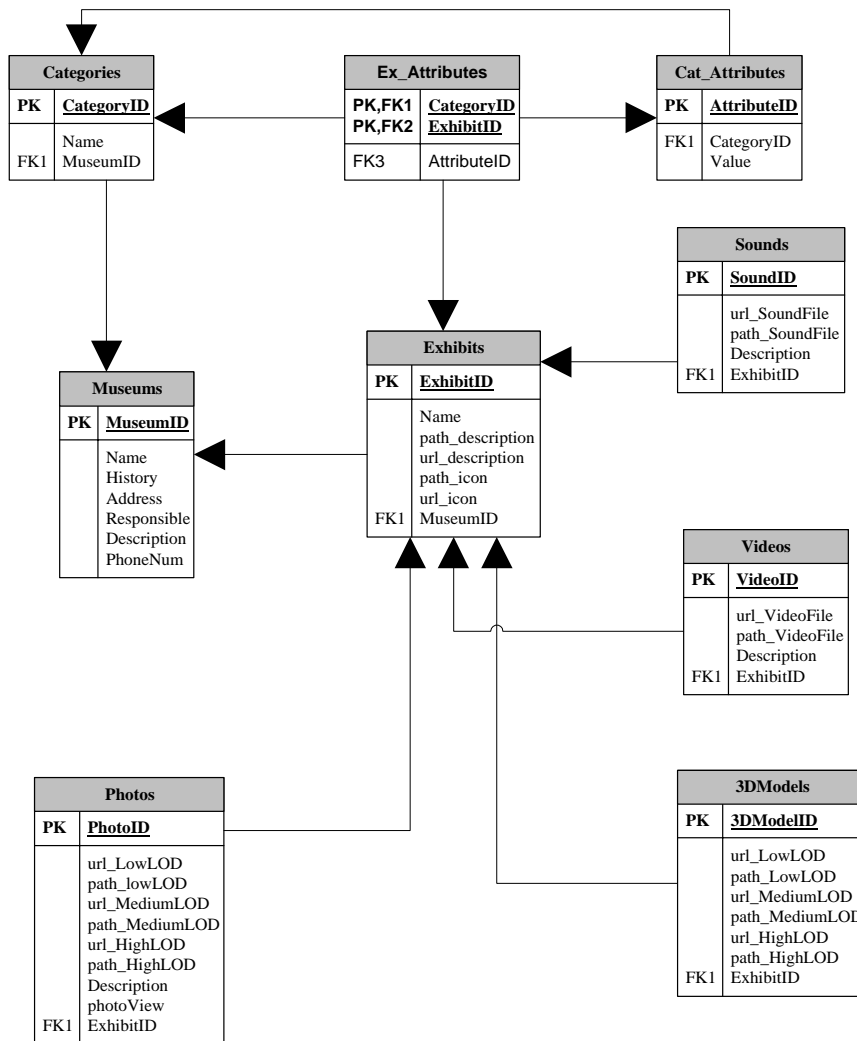 Categories
PK CategoryID
Name
FK1 MuseumID
Ex_Attributes
PK,FK1 CategoryID
PK,FK2 ExhibitID
FK3 AttributeID
Cat_Attributes
PK AttributeID
FK1 CategoryID
Value
Sounds
PK SoundID
url_SoundFile
path_SoundFile
Description
FK1 ExhibitID
Exhibits
PK ExhibitID
Name
path_description
url_description
path_icon
url_icon
FK1 MuseumID
Museums
PK MuseumID
Name
History
Address
Responsible
Description
PhoneNum
Videos
PK VideoID
url_VideoFile
path_VideoFile
Description
FK1 ExhibitID
Photos
PK PhotoID
url_LowLOD
path_lowLOD
url_MediumLOD
path_MediumLOD
url_HighLOD
path_HighLOD
Description
photoView
FK1 ExhibitID
3DModels
PK 3DModelID
url_LowLOD
path_LowLOD
url_MediumLOD
path_MediumLOD
url_HighLOD
path_HighLOD
FK1 ExhibitID